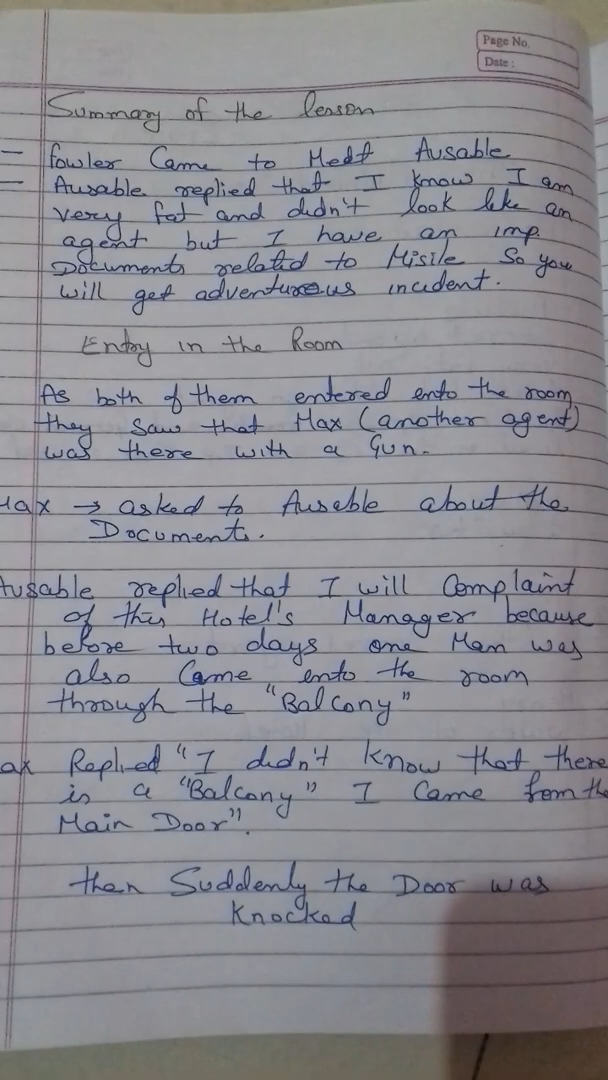 Page No.
Date :
Summary of the lesson
– fowler Came to Meet Ausable
– Ausable replied that I know I am
very fat and didn't look like an
agent but I have an imp
Documents related to Misile So you
will get adventureous incident.
Entry in the Room
As both of them entered ento the room
they saw that Max (another agent)
was there with a Gun.
Max → asked to Ausable about the
Documents.
Ausable replied that I will Complaint
of this Hotel's Manager because
before two days one Man was
also Came ento the room
through the "Balcony"
ax Replied "I didn't know that there
is a "Balcony" I Came from the
Main Door".
then Suddenly the Door was
Knocked